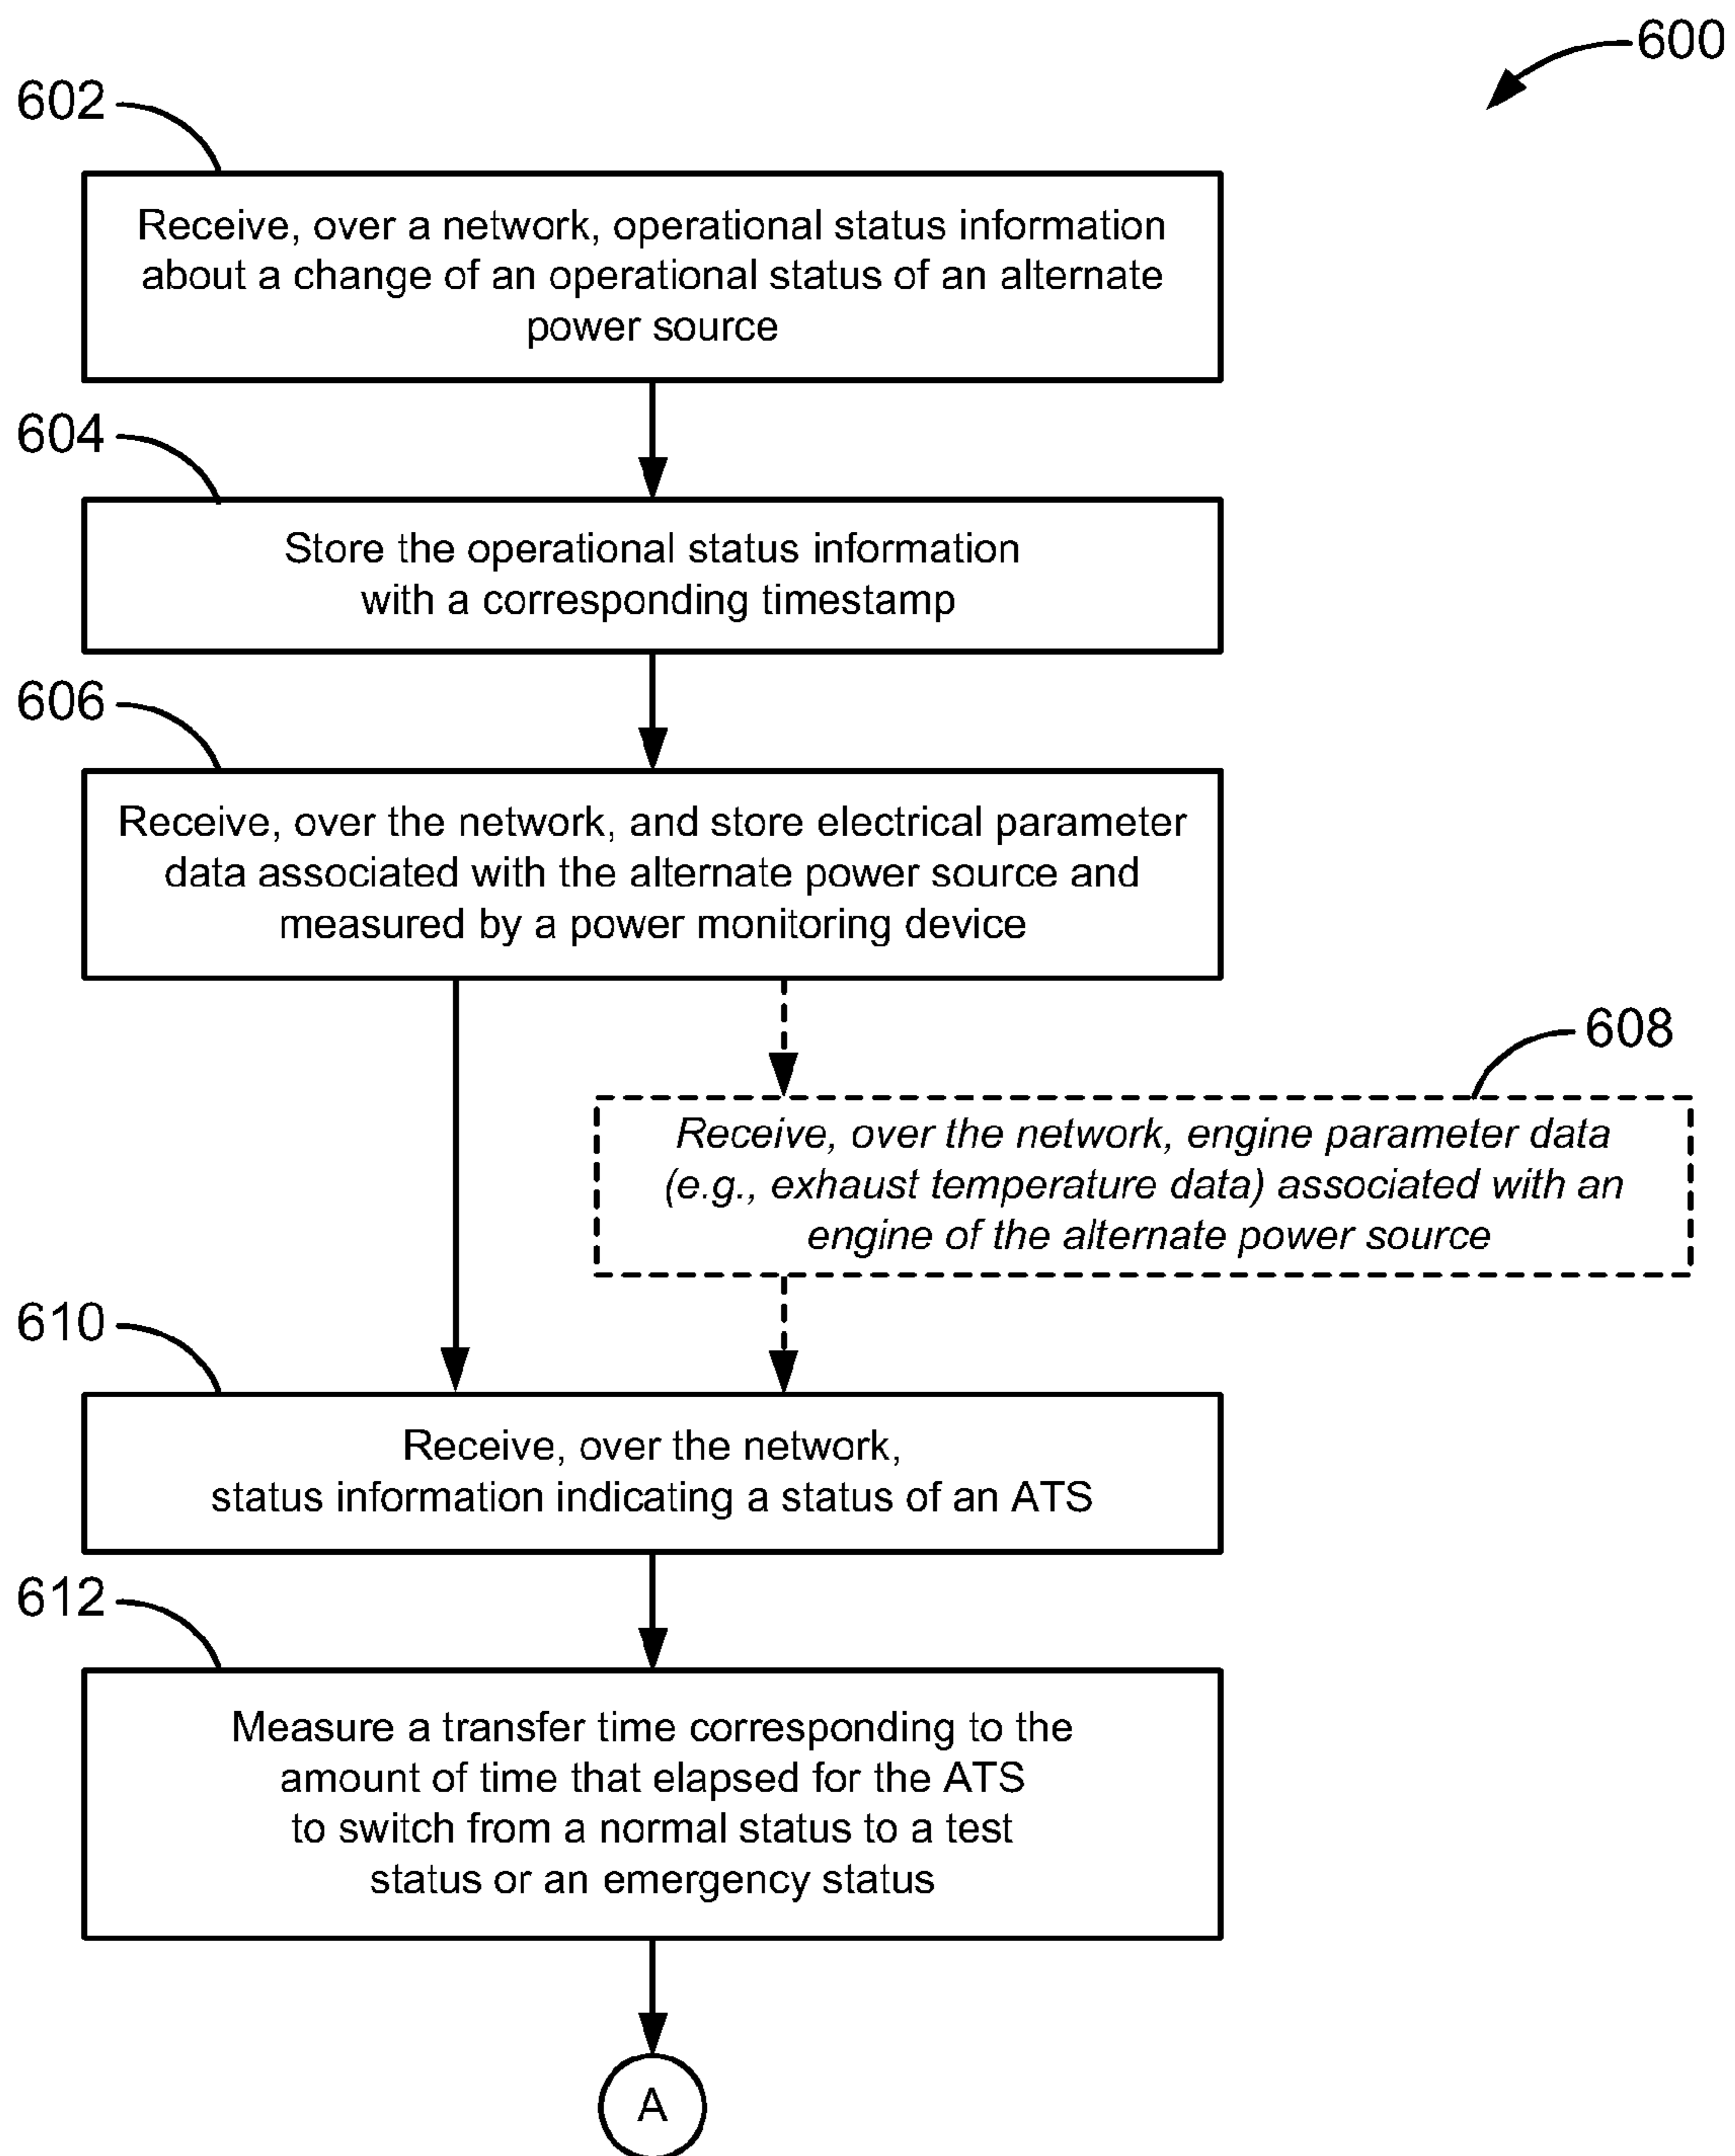 600
602
Receive, over a network, operational status information
about a change of an operational status of an alternate
power source
604
Store the operational status information
with a corresponding timestamp
606
Receive, over the network, and store electrical parameter
data associated with the alternate power source and
measured by a power monitoring device
608
Receive, over the network, engine parameter data
(e.g., exhaust temperature data) associated with an
engine of the alternate power source
610
Receive, over the network,
status information indicating a status of an ATS
612
Measure a transfer time corresponding to the
amount of time that elapsed for the ATS
to switch from a normal status to a test
status or an emergency status
A